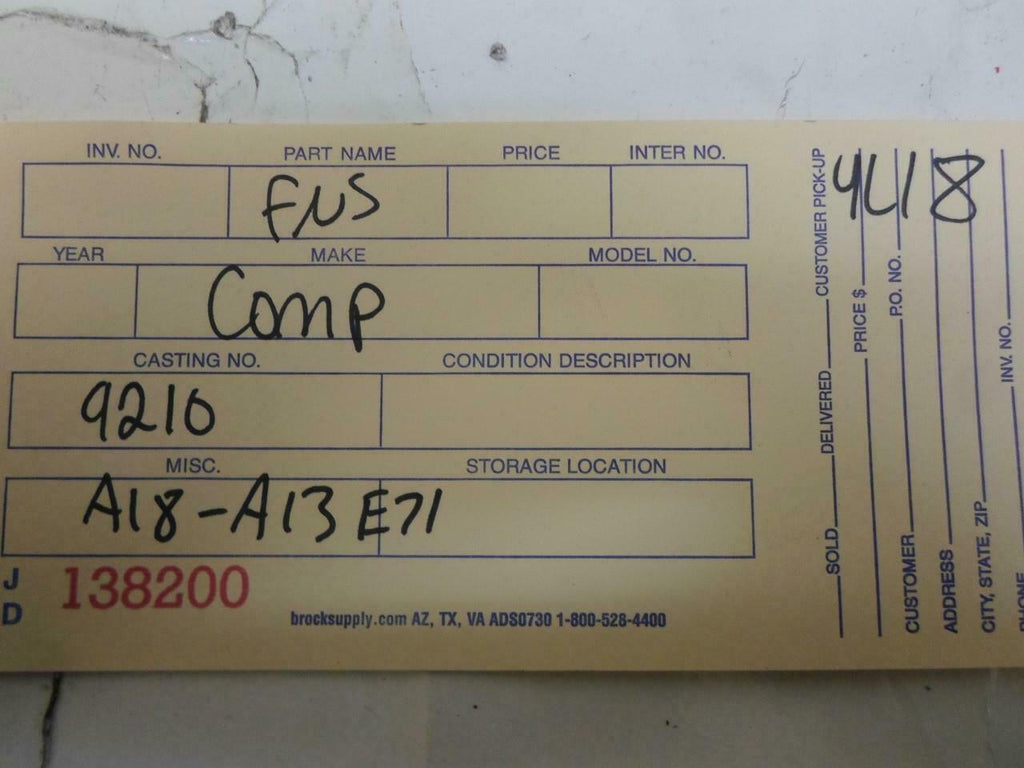 INV. NO. PART NAME PRICE INTER NO.
FNS
YEAR MAKE MODEL NO.
Comp
CASTING NO. CONDITION DESCRIPTION
9210
MISC. STORAGE LOCATION
A18-A13 E71
J
D
138200
brocksupply.com AZ, TX, VA ADS0730 1-800-528-4400
4L18
SOLD DELIVERED CUSTOMER PICK-UP
PRICE $
CUSTOMER P.O. NO.
ADDRESS
CITY, STATE, ZIP
PHONE INV. NO.